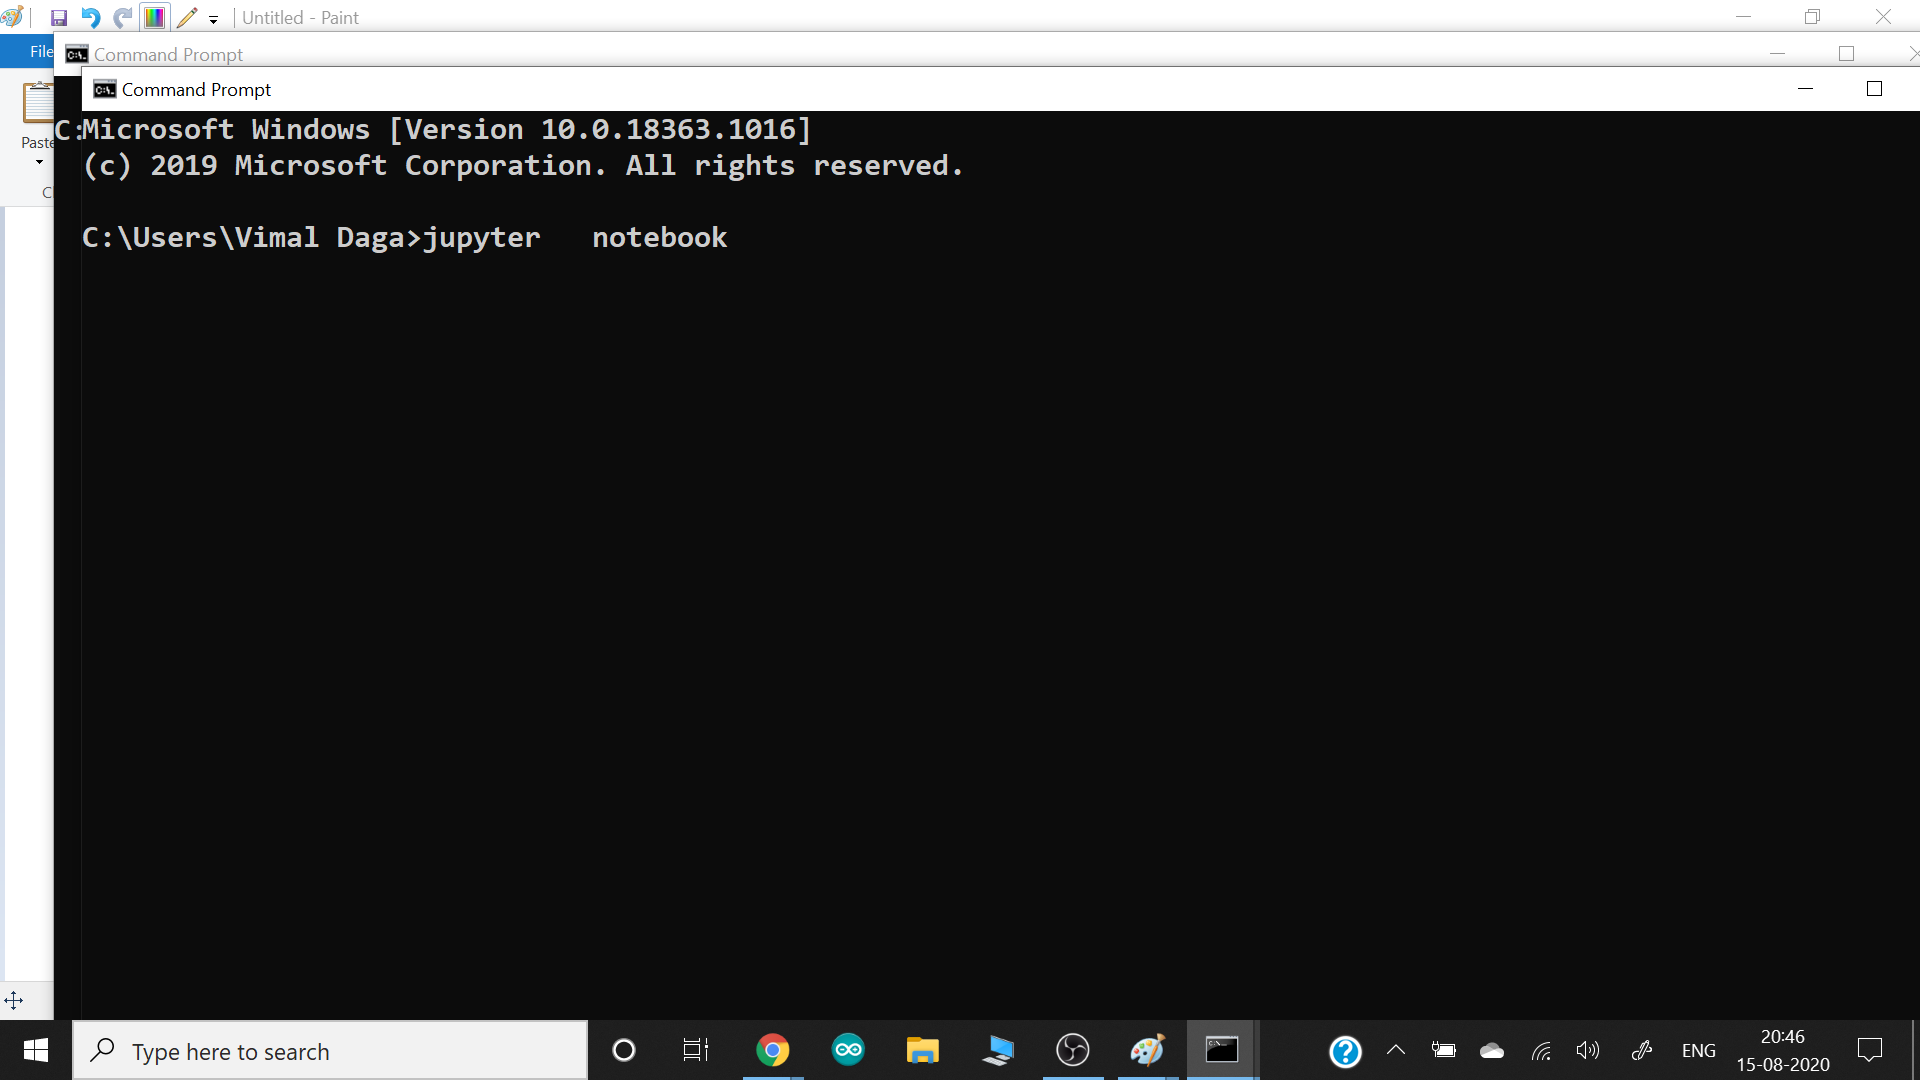 Untitled - Paint
File
Command Prompt
Command Prompt
Paste
C:
Microsoft Windows [Version 10.0.18363.1016]
(c) 2019 Microsoft Corporation. All rights reserved.
C:\Users\Vimal Daga>jupyter   notebook
Type here to search
ENG
20:46
15-08-2020